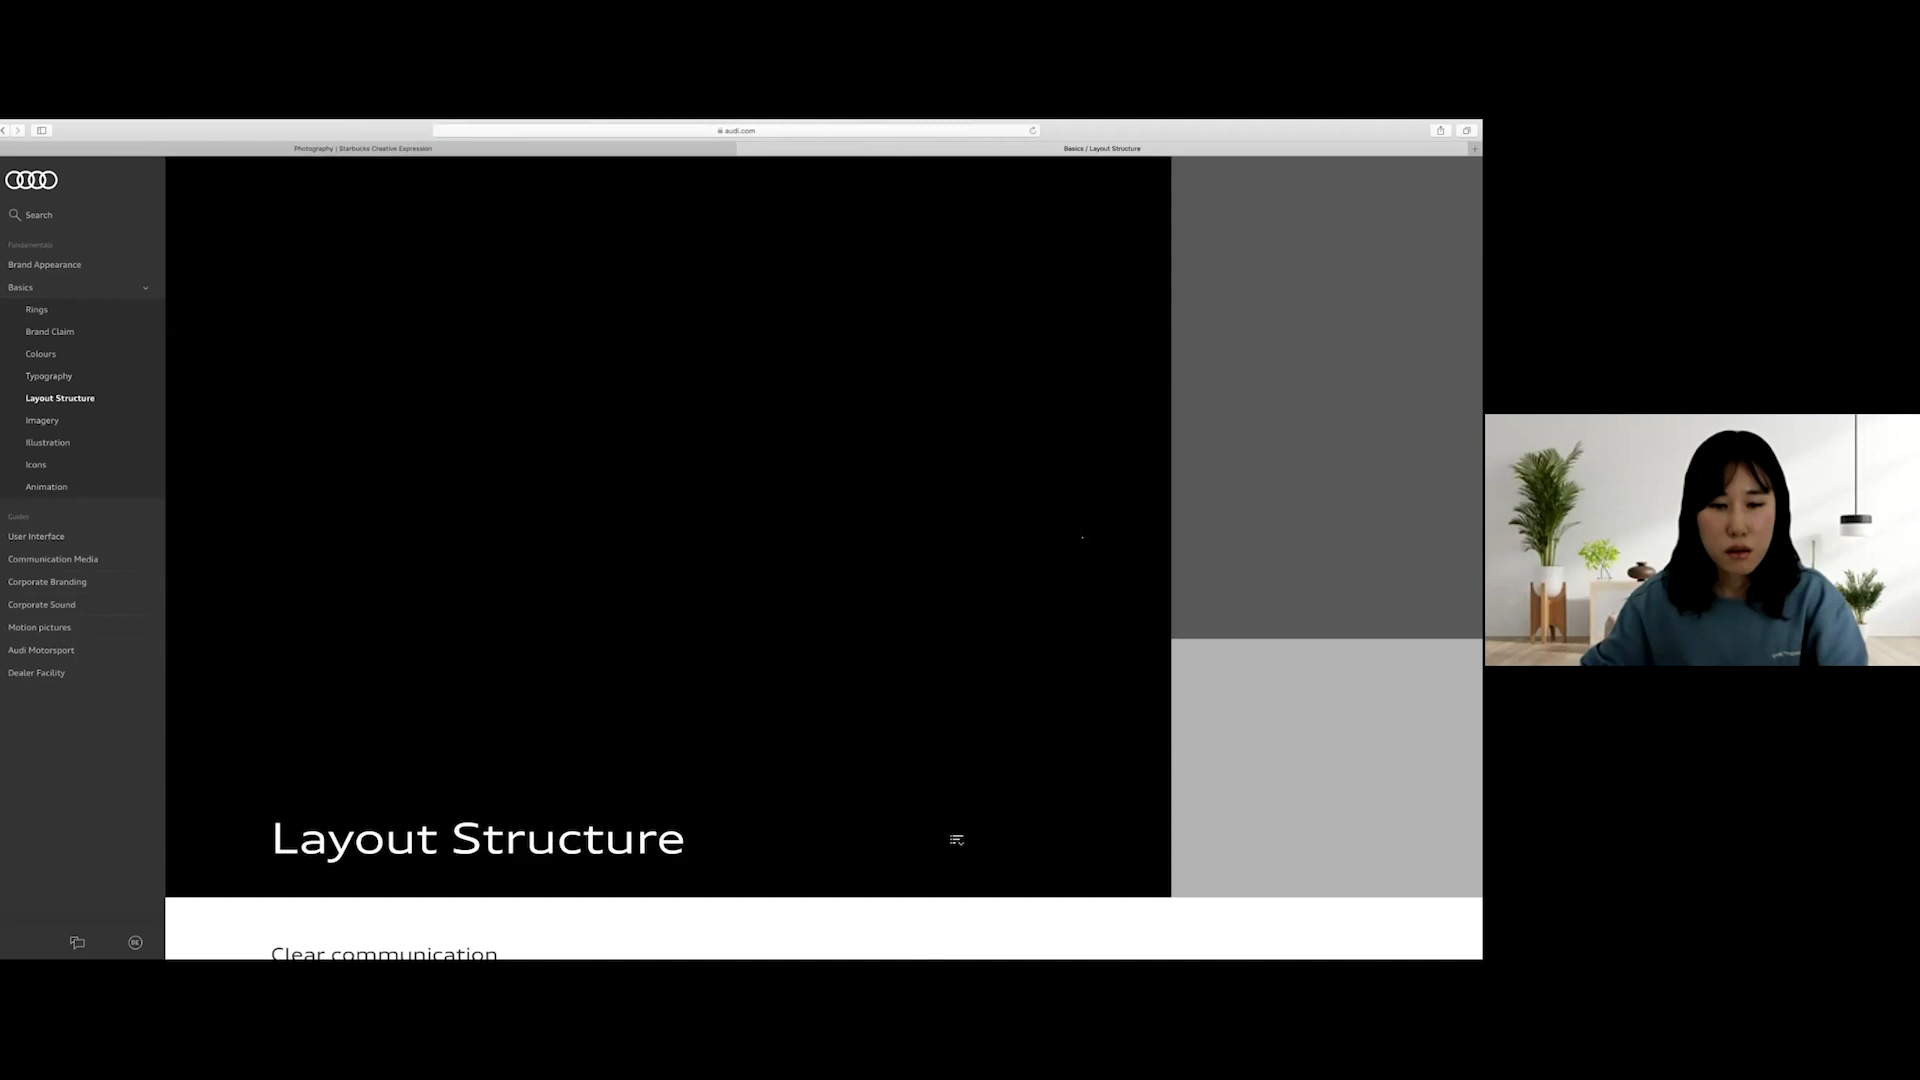 audi.com
Photography | Starbucks Creative Expression
Basics / Layout Structure
Search
Fundamentals
Brand Appearance
Basics
Rings
Brand Claim
Colours
Typography
Layout Structure
Imagery
Illustration
Icons
Animation
Guides
User Interface
Communication Media
Corporate Branding
Corporate Sound
Motion pictures
Audi Motorsport
Dealer Facility
DE
Layout Structure
Clear communication